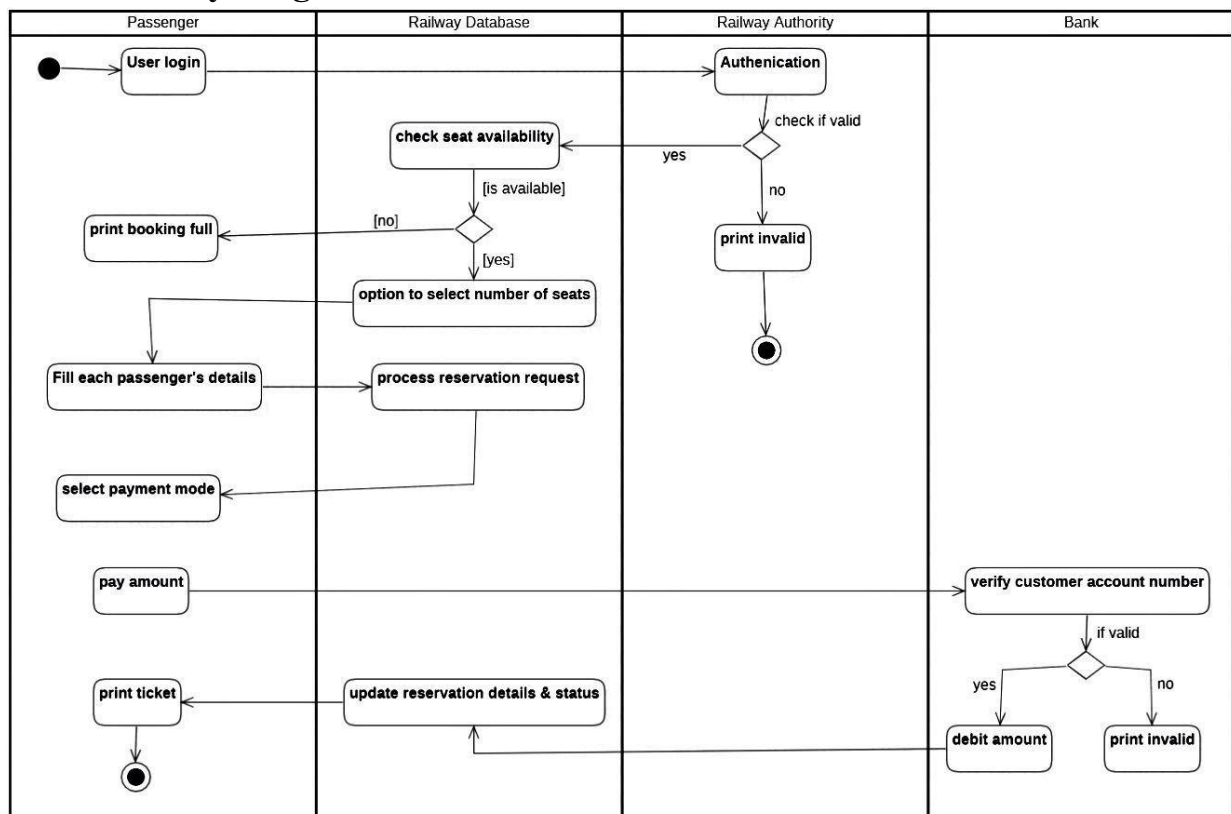 Passenger
Railway Database
Railway Authority
Bank
User login
Authenication
check if valid
check seat availability
yes
[is available]
no
[no]
print booking full
print invalid
[yes]
option to select number of seats
Fill each passenger's details
process reservation request
select payment mode
pay amount
verify customer account number
if valid
yes
no
print ticket
update reservation details & status
debit amount
print invalid